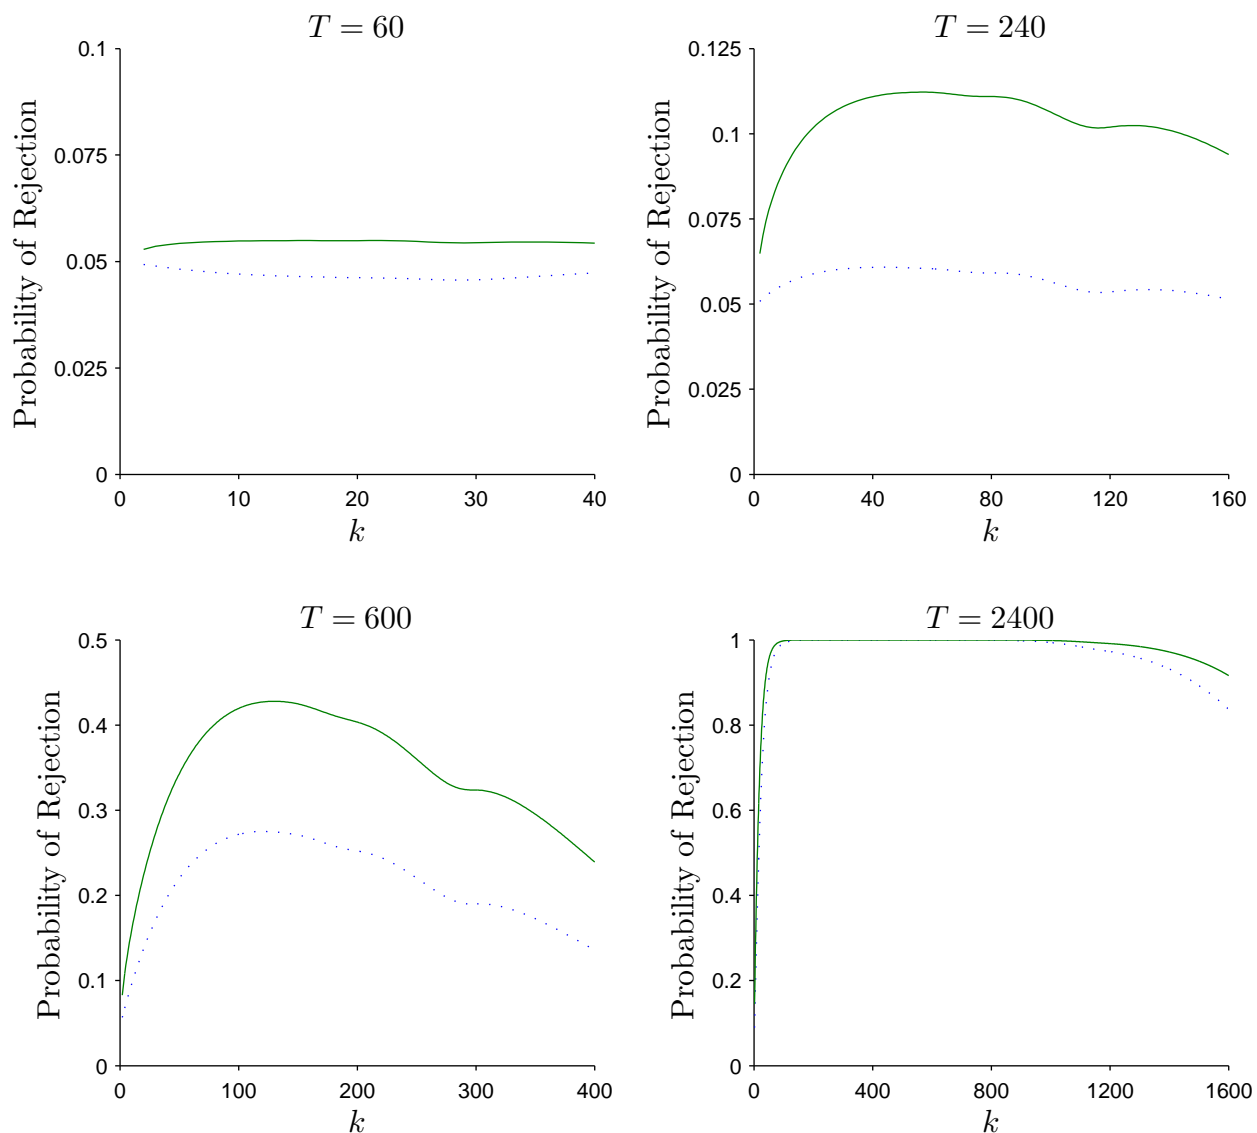 T = 60
Probability of Rejection
0.1
0.075
0.05
0.025
0
0 10 20 30 40
k
T = 240
Probability of Rejection
0.125
0.1
0.075
0.05
0.025
0
0 40 80 120 160
k
T = 600
Probability of Rejection
0.5
0.4
0.3
0.2
0.1
0
0 100 200 300 400
k
T = 2400
Probability of Rejection
1
0.8
0.6
0.4
0.2
0
0 400 800 1200 1600
k